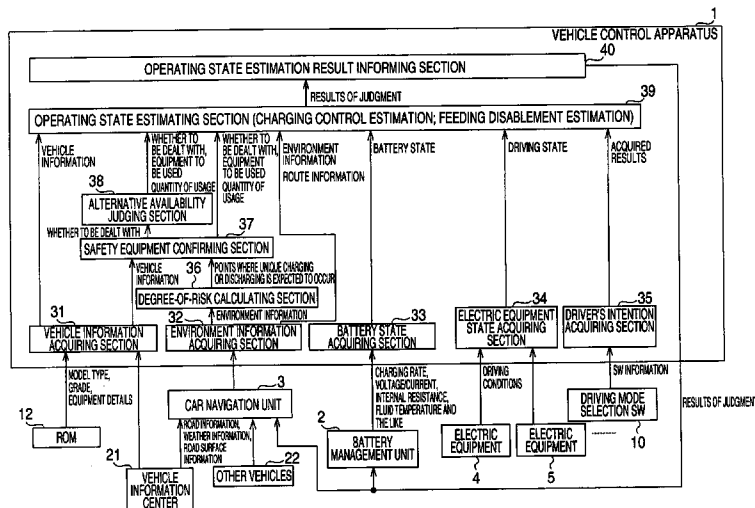 1
VEHICLE CONTROL APPARATUS
40
OPERATING STATE ESTIMATION RESULT INFORMING SECTION
RESULTS OF JUDGMENT
39
OPERATING STATE ESTIMATING SECTION (CHARGING CONTROL ESTIMATION; FEEDING DISABLEMENT ESTIMATION)
VEHICLE
INFORMATION
WHETHER TO
BE DEALT WITH,
EQUIPMENT TO
BE USED
QUANTITY OF USAGE
WHETHER TO
BE DEALT WITH,
EQUIPMENT
TO BE USED
QUANTITY OF
USAGE
ENVIRONMENT
INFORMATION
ROUTE INFORMATION
BATTERY STATE
DRIVING STATE
ACQUIRED
RESULTS
38
ALTERNATIVE AVAILABILITY
JUDGING SECTION
WHETHER TO BE DEALT WITH
37
SAFETY EQUIPMENT CONFIRMING SECTION
VEHICLE
INFORMATION
36
POINTS WHERE UNIQUE CHARGING
OR DISCHARGING IS EXPECTED TO OCCUR
DEGREE-OF-RISK CALCULATING SECTION
ENVIRONMENT INFORMATION
31
VEHICLE INFORMATION
ACQUIRING SECTION
32
ENVIRONMENT INFORMATION
ACQUIRING SECTION
33
BATTERY STATE
ACQUIRING SECTION
34
ELECTRIC EQUIPMENT
STATE ACQUIRING
SECTION
35
DRIVER'S INTENTION
ACQUIRING SECTION
MODEL TYPE,
GRADE,
EQUIPMENT DETAILS
3
CAR NAVIGATION UNIT
CHARGING RATE,
VOLTAGE/CURRENT,
INTERNAL RESISTANCE,
FLUID TEMPERATURE AND
THE LIKE
DRIVING
CONDITIONS
SW INFORMATION
DRIVING MODE
SELECTION SW
10
RESULTS OF JUDGMENT
12
ROM
ROAD INFORMATION,
WEATHER INFORMATION,
ROAD SURFACE
INFORMATION
2
BATTERY
MANAGEMENT UNIT
ELECTRIC
EQUIPMENT
4
ELECTRIC
EQUIPMENT
5
21
VEHICLE
INFORMATION
CENTER
22
OTHER VEHICLES